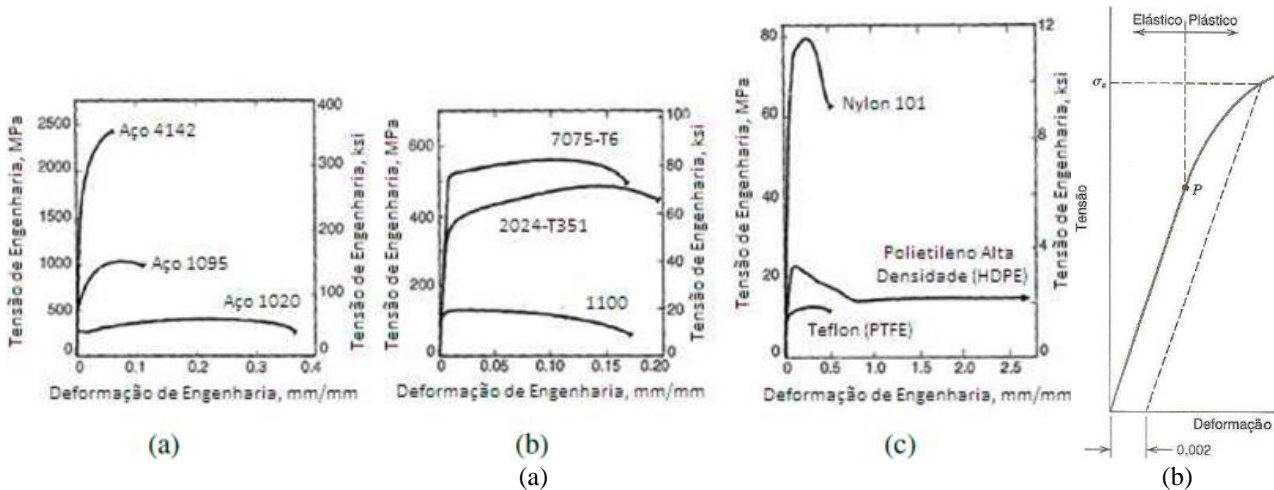 Tensão de Engenharia, MPa
2500
2000
1500
1000
500
0
Aço 4142
Aço 1095
Aço 1020
400
300
200
100
0
Tensão de Engenharia, ksi
0 0.1 0.2 0.3 0.4
Deformação de Engenharia, mm/mm
(a)
Tensão de Engenharia, MPa
600
400
200
0
7075-T6
2024-T351
1100
100
80
60
40
20
0
Tensão de Engenharia, ksi
0 0.05 0.10 0.15 0.20
Deformação de Engenharia, mm/mm
(b)
(a)
Tensão de Engenharia, MPa
80
60
40
20
0
Nylon 101
Polietileno Alta
Densidade (HDPE)
Teflon (PTFE)
12
8
4
0
Tensão de Engenharia, ksi
0 0.5 1.0 1.5 2.0 2.5
Deformação de Engenharia, mm/mm
(c)
Elástico Plástico
σe
P
Tensão
Deformação
0,002
(b)